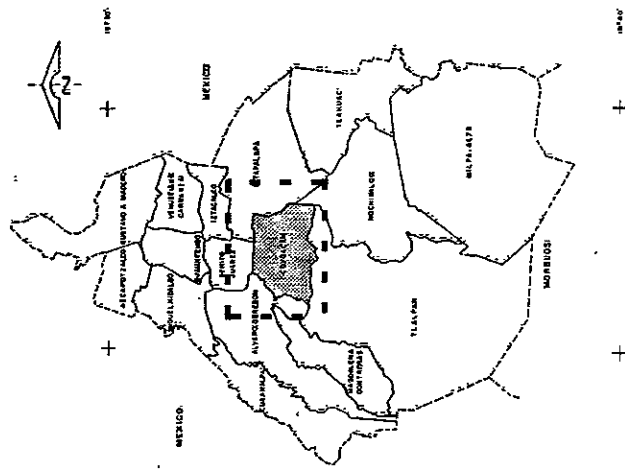 N
MEXICO
MEXICO
AZCAPOTZALCO
GUSTAVO A MADERO
MIGUEL HIDALGO
CUAUHTEMOC
VENUSTIANO
CARRANZA
IZTACALCO
BENITO
JUAREZ
IZTAPALAPA
ALVARO OBREGON
COYOACAN
MAGDALENA
CONTRERAS
TLALPAN
XOCHIMILCO
TLAHUAC
MILPA ALTA
MORELOS